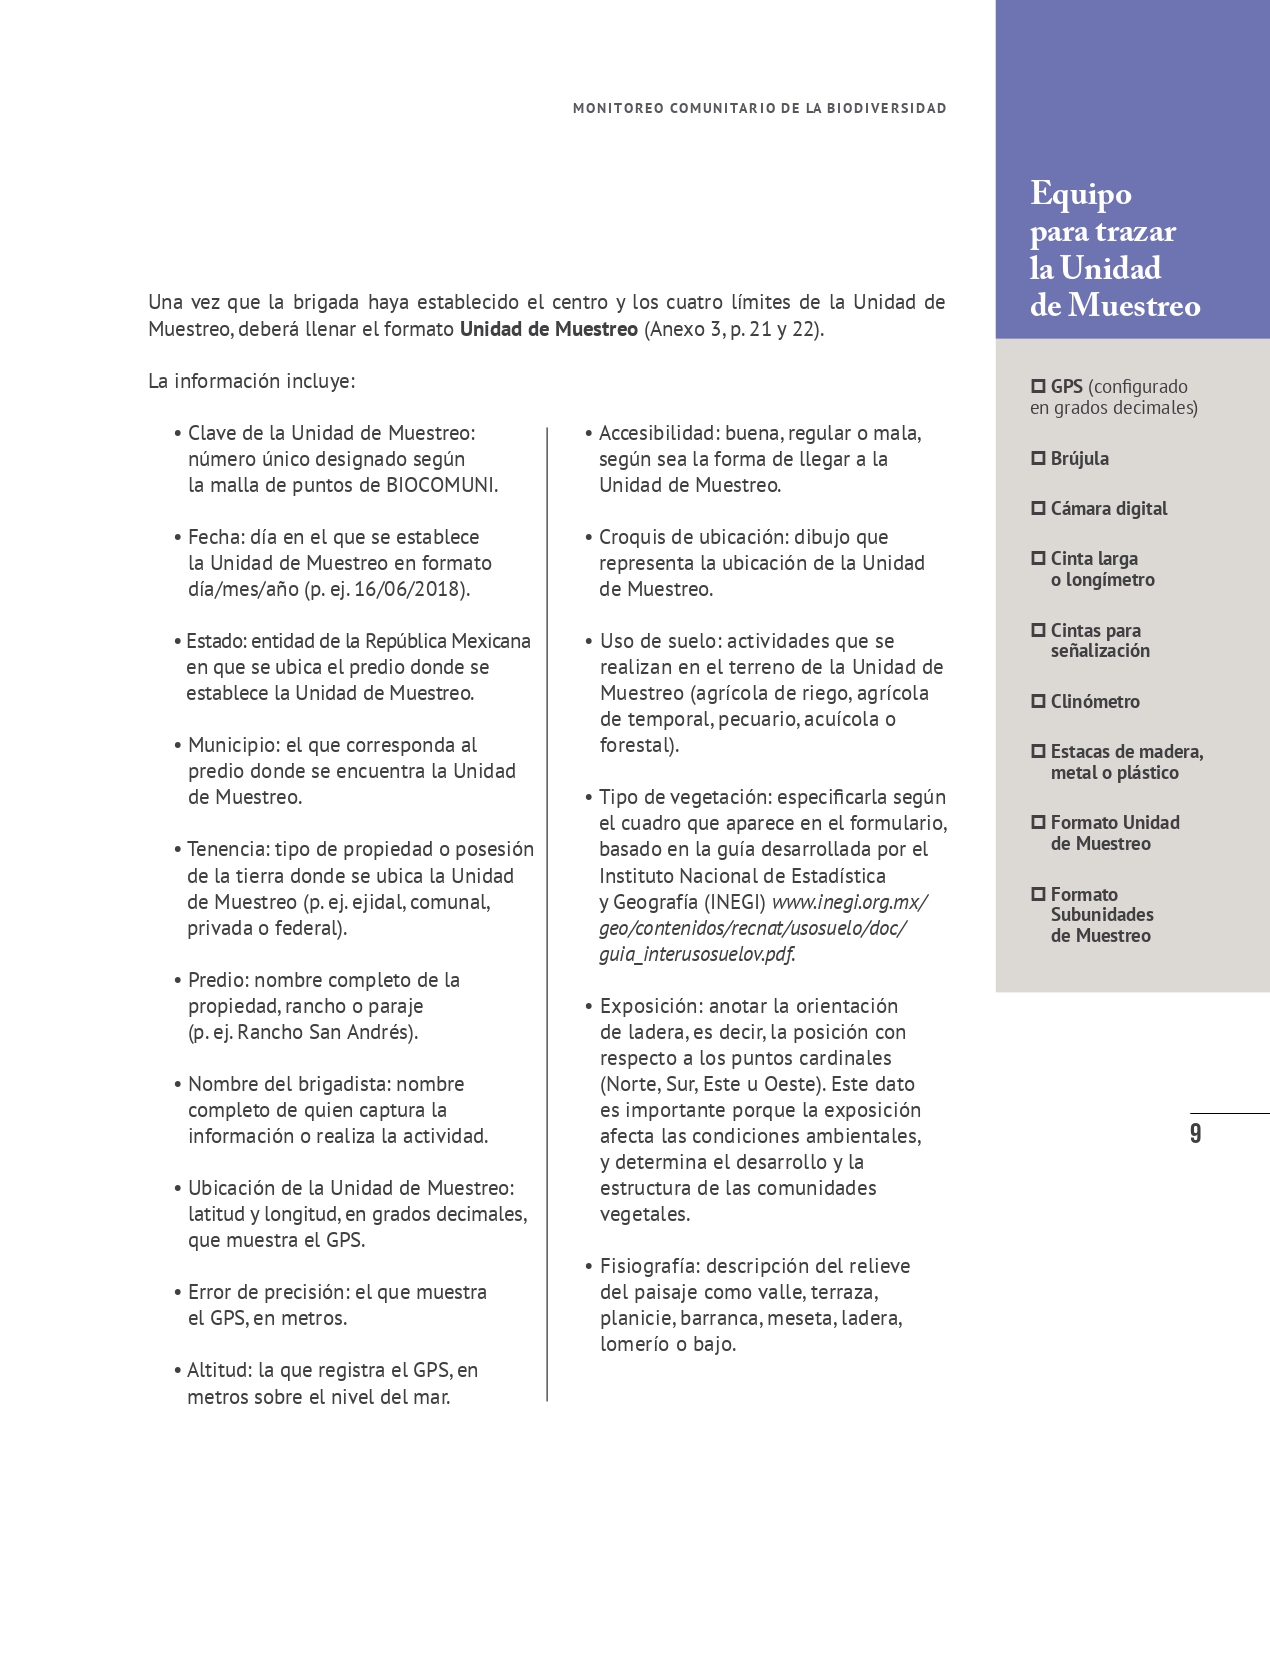 MONITOREO COMUNITARIO DE LA BIODIVERSIDAD
Una vez que la brigada haya establecido el centro y los cuatro límites de la Unidad de
Muestreo, deberá llenar el formato Unidad de Muestreo (Anexo 3, p. 21 y 22).
La información incluye:
• Clave de la Unidad de Muestreo:
número único designado según
la malla de puntos de BIOCOMUNI.
• Fecha: día en el que se establece
la Unidad de Muestreo en formato
día/mes/año (p. ej. 16/06/2018).
• Estado: entidad de la República Mexicana
en que se ubica el predio donde se
establece la Unidad de Muestreo.
• Municipio: el que corresponda al
predio donde se encuentra la Unidad
de Muestreo.
• Tenencia: tipo de propiedad o posesión
de la tierra donde se ubica la Unidad
de Muestreo (p. ej. ejidal, comunal,
privada o federal).
• Predio: nombre completo de la
propiedad, rancho o paraje
(p. ej. Rancho San Andrés).
• Nombre del brigadista: nombre
completo de quien captura la
información o realiza la actividad.
• Ubicación de la Unidad de Muestreo:
latitud y longitud, en grados decimales,
que muestra el GPS.
• Error de precisión: el que muestra
el GPS, en metros.
• Altitud: la que registra el GPS, en
metros sobre el nivel del mar.
• Accesibilidad: buena, regular o mala,
según sea la forma de llegar a la
Unidad de Muestreo.
• Croquis de ubicación: dibujo que
representa la ubicación de la Unidad
de Muestreo.
• Uso de suelo: actividades que se
realizan en el terreno de la Unidad de
Muestreo (agrícola de riego, agrícola
de temporal, pecuario, acuícola o
forestal).
• Tipo de vegetación: especificarla según
el cuadro que aparece en el formulario,
basado en la guía desarrollada por el
Instituto Nacional de Estadística
y Geografía (INEGI) www.inegi.org.mx/
geo/contenidos/recnat/usosuelo/doc/
guia_interusosuelov.pdf.
• Exposición: anotar la orientación
de ladera, es decir, la posición con
respecto a los puntos cardinales
(Norte, Sur, Este u Oeste). Este dato
es importante porque la exposición
afecta las condiciones ambientales,
y determina el desarrollo y la
estructura de las comunidades
vegetales.
• Fisiografía: descripción del relieve
del paisaje como valle, terraza,
planicie, barranca, meseta, ladera,
lomerío o bajo.
Equipo
para trazar
la Unidad
de Muestreo
GPS (configurado
en grados decimales)
Brújula
Cámara digital
Cinta larga
o longímetro
Cintas para
señalización
Clinómetro
Estacas de madera,
metal o plástico
Formato Unidad
de Muestreo
Formato
Subunidades
de Muestreo
9